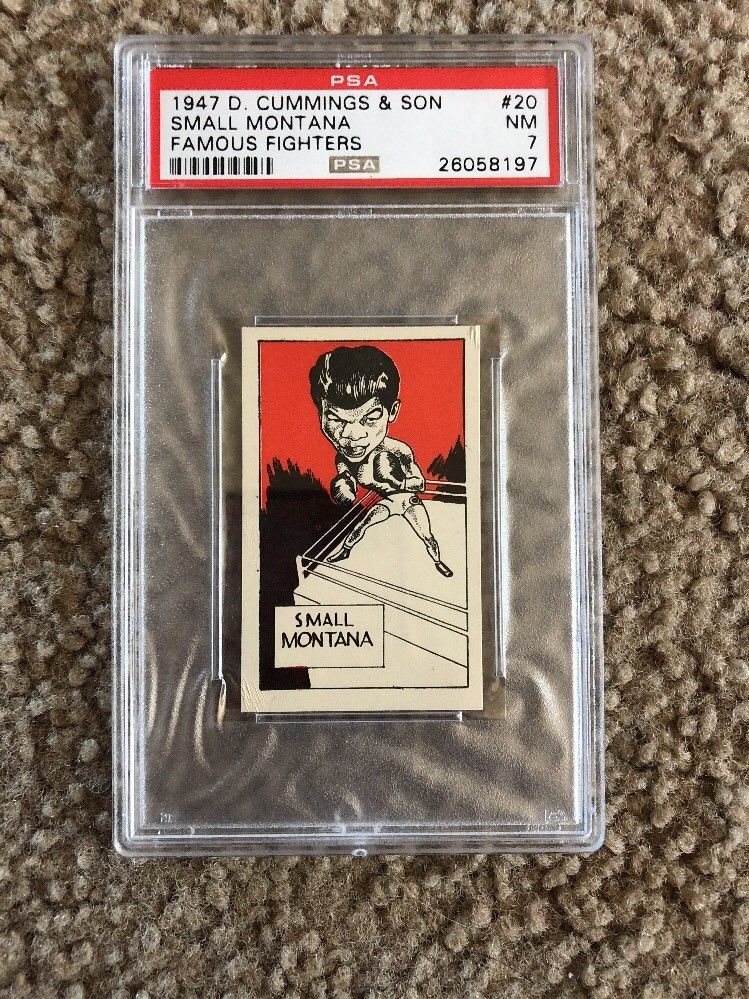 PSA
1947 D. CUMMINGS & SON #20
SMALL MONTANA NM
FAMOUS FIGHTERS 7
PSA 26058197
SMALL
MONTANA